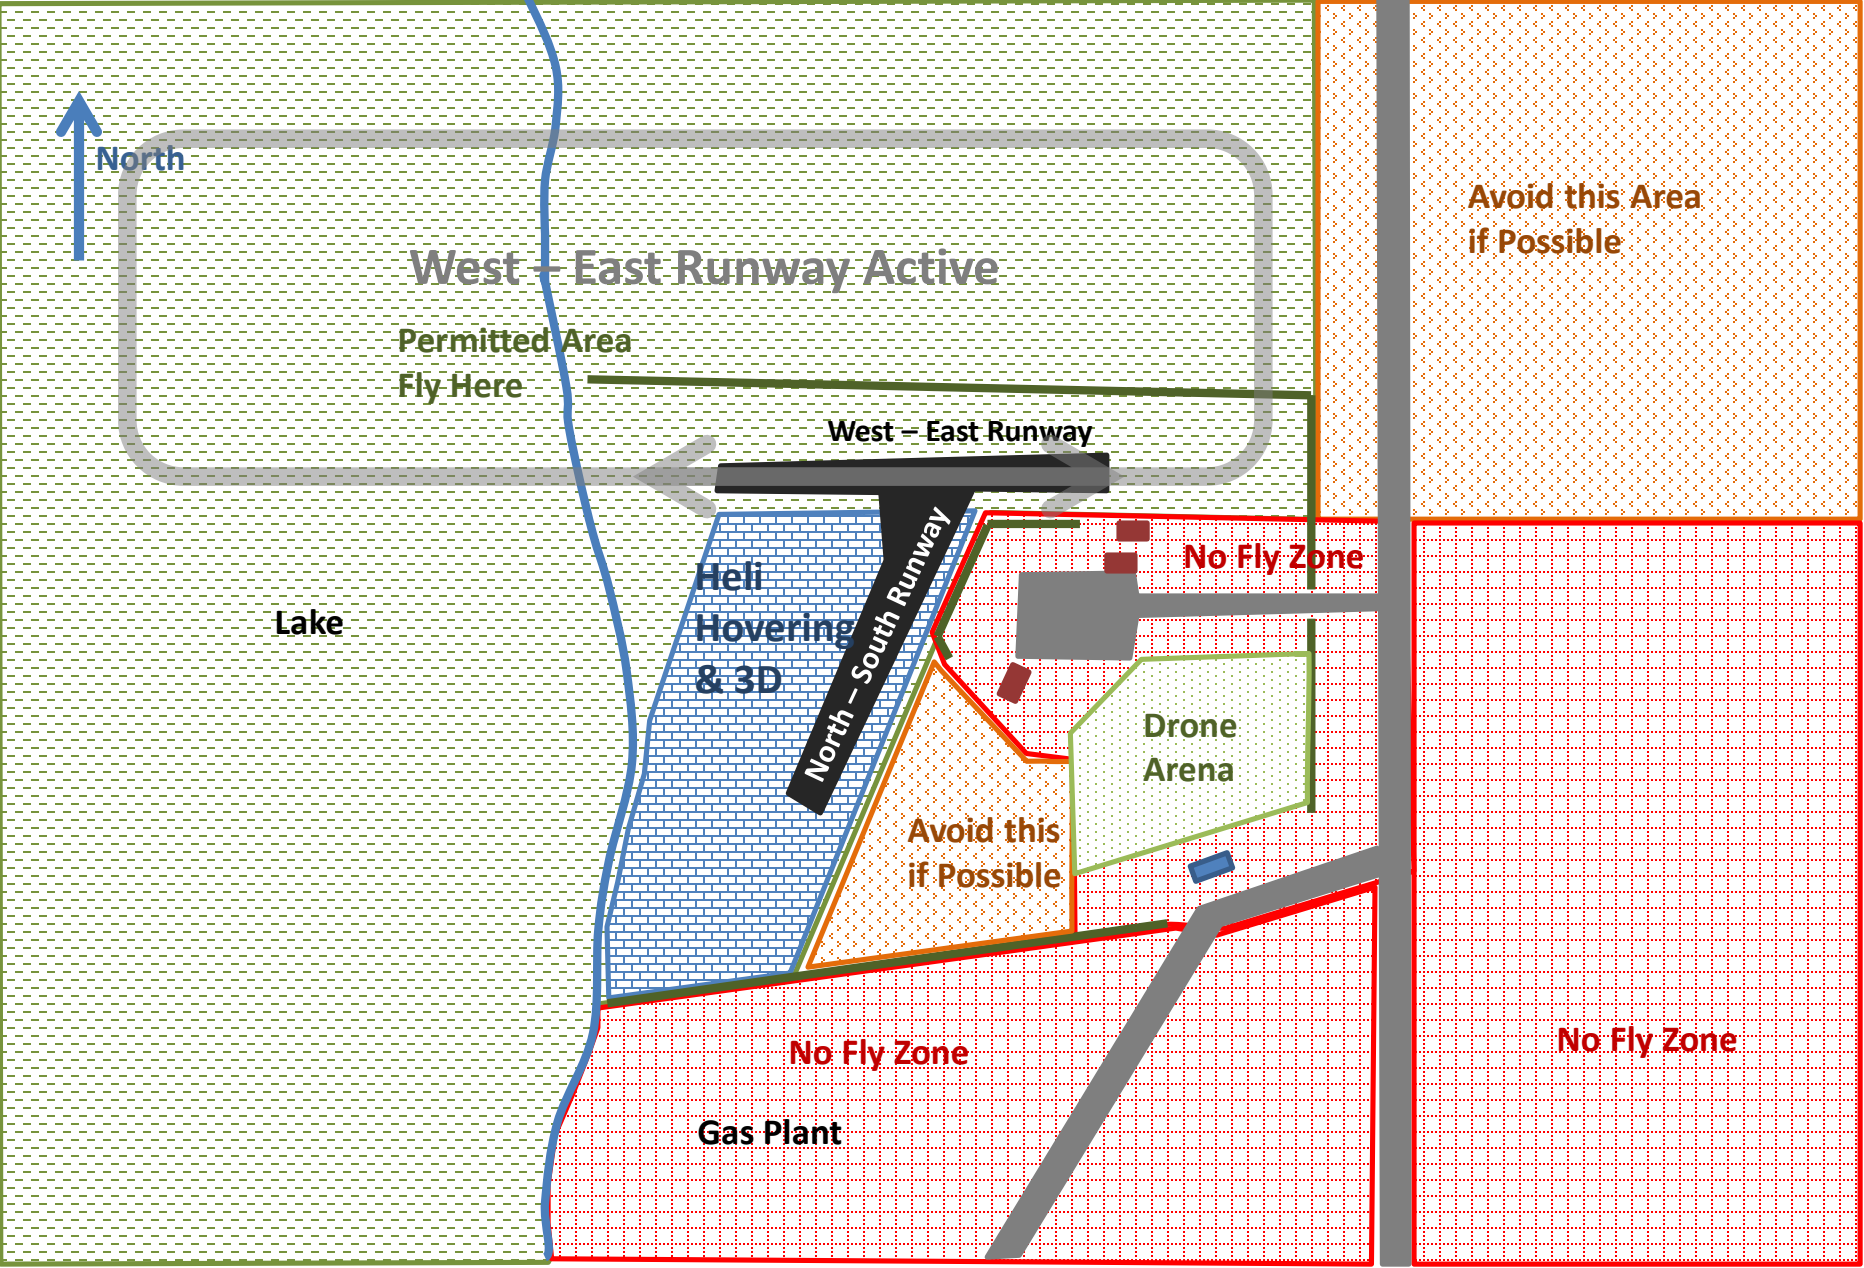 North
Avoid this Area
if Possible
West – East Runway Active
Permitted Area
Fly Here
West – East Runway
No Fly Zone
Heli
Hovering
& 3D
North – South Runway
Lake
Drone
Arena
Avoid this
if Possible
No Fly Zone
No Fly Zone
Gas Plant